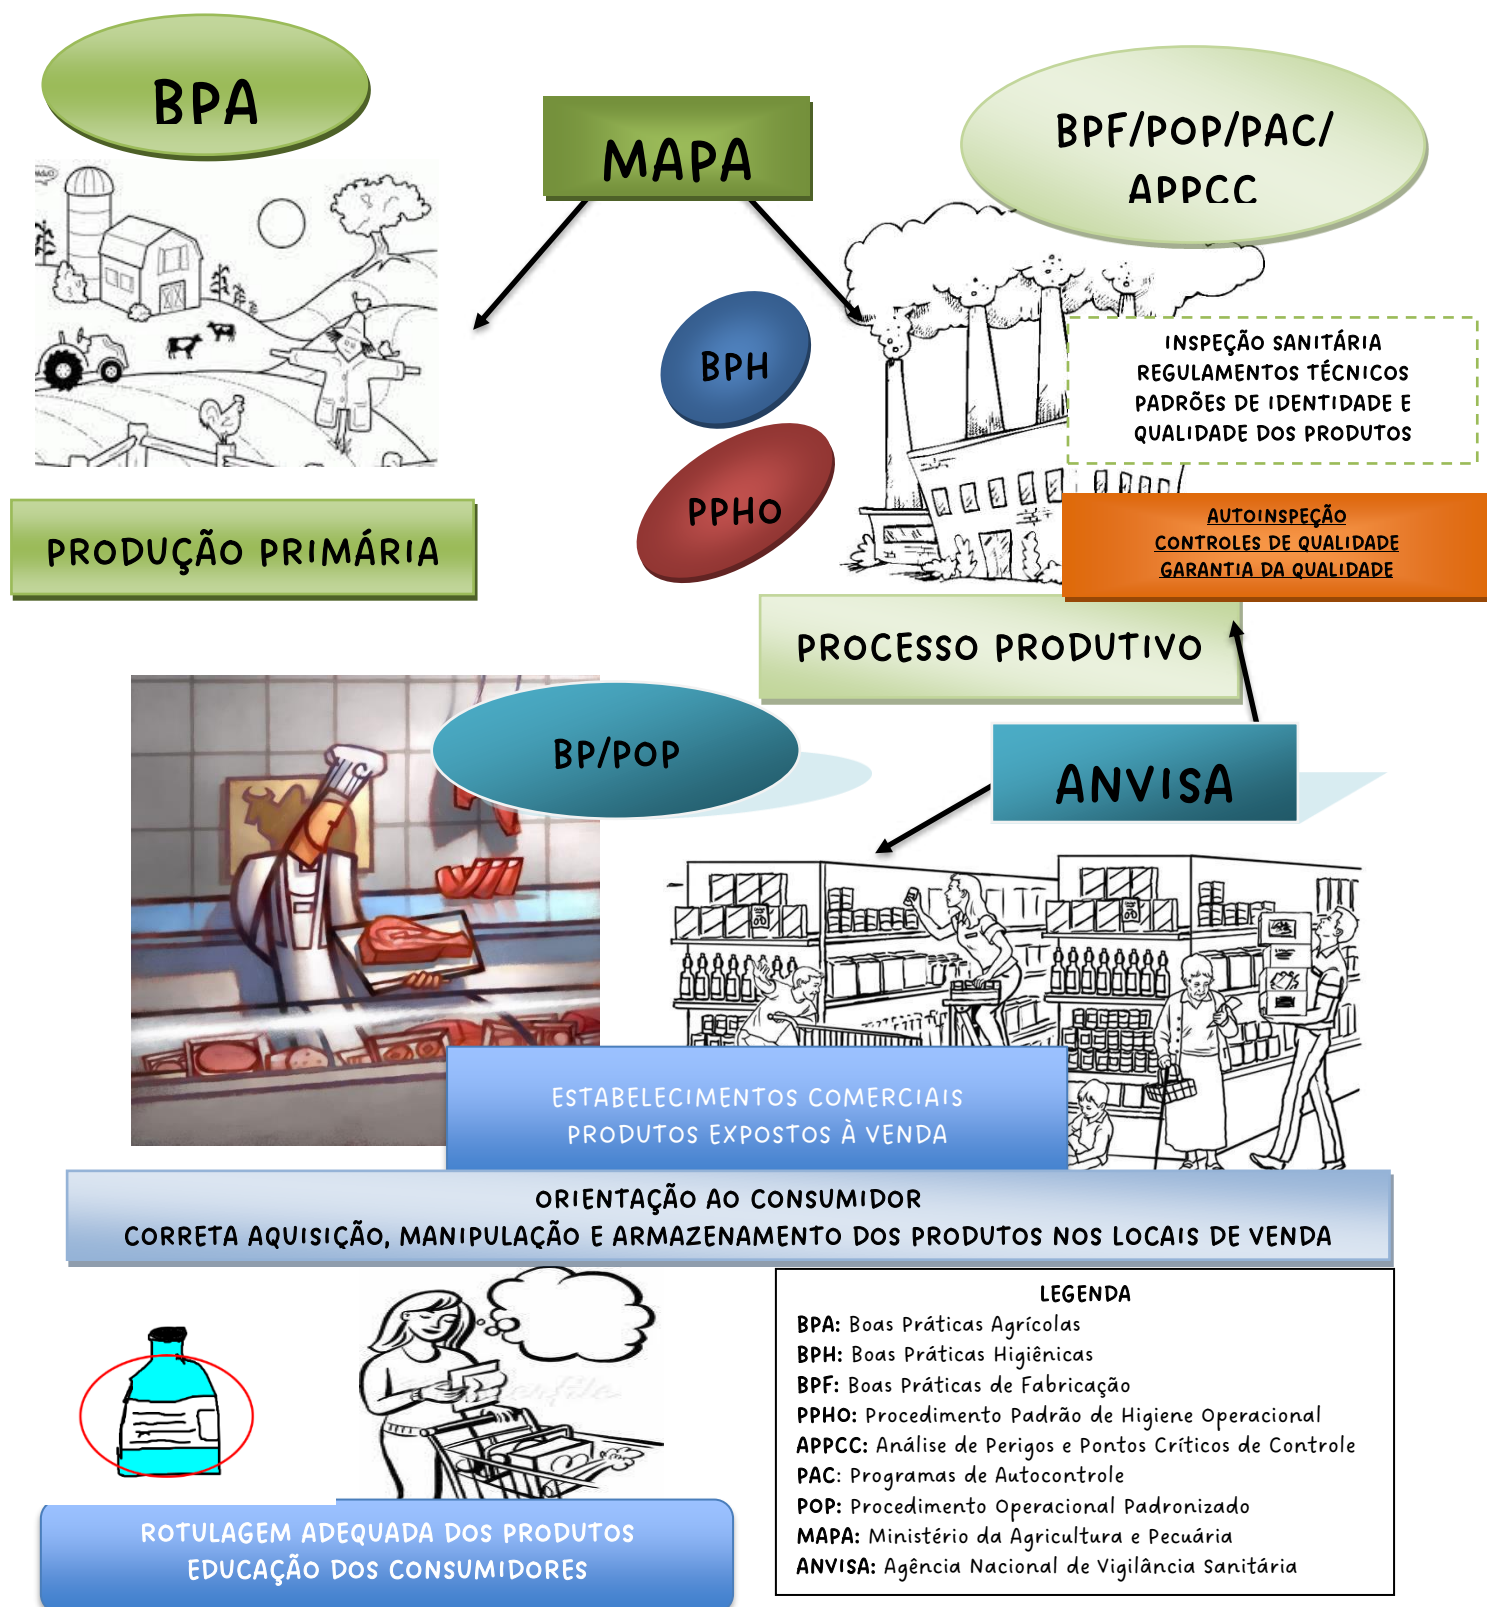 BPA
MAPA
BPF/POP/PAC/
APPCC
BPH
PPHO
INSPEÇÃO SANITÁRIA
REGULAMENTOS TÉCNICOS
PADRÕES DE IDENTIDADE E
QUALIDADE DOS PRODUTOS
AUTOINSPEÇÃO
CONTROLES DE QUALIDADE
GARANTIA DA QUALIDADE
PRODUÇÃO PRIMÁRIA
PROCESSO PRODUTIVO
BP/POP
ANVISA
ESTABELECIMENTOS COMERCIAIS
PRODUTOS EXPOSTOS À VENDA
ORIENTAÇÃO AO CONSUMIDOR
CORRETA AQUISIÇÃO, MANIPULAÇÃO E ARMAZENAMENTO DOS PRODUTOS NOS LOCAIS DE VENDA
ROTULAGEM ADEQUADA DOS PRODUTOS
EDUCAÇÃO DOS CONSUMIDORES
LEGENDA
BPA: Boas Práticas Agrícolas
BPH: Boas Práticas Higiênicas
BPF: Boas Práticas de Fabricação
PPHO: Procedimento Padrão de Higiene Operacional
APPCC: Análise de Perigos e Pontos Críticos de Controle
PAC: Programas de Autocontrole
POP: Procedimento Operacional Padronizado
MAPA: Ministério da Agricultura e Pecuária
ANVISA: Agência Nacional de Vigilância Sanitária